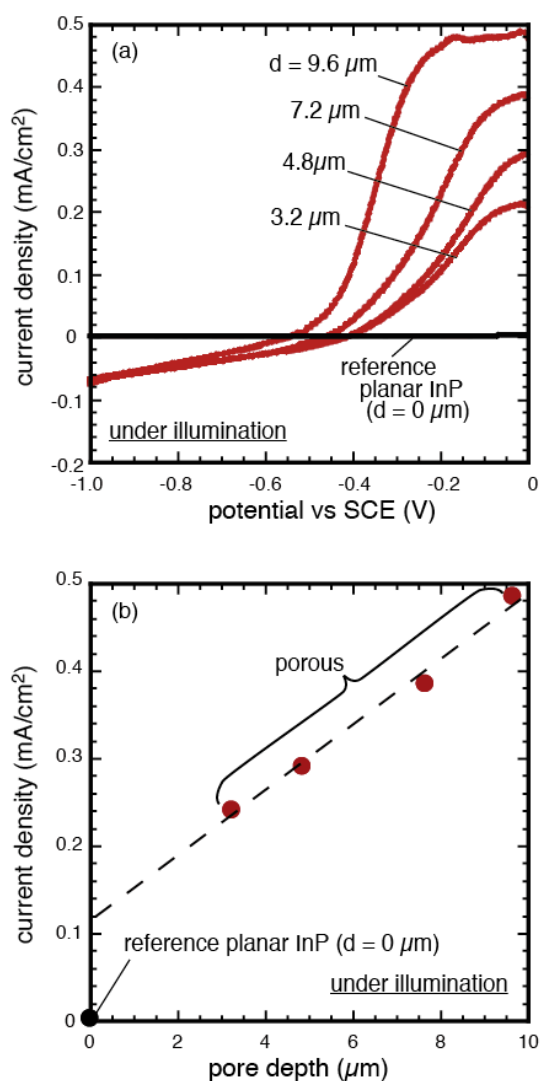 (a)
d = 9.6 μm
7.2 μm
4.8μm
3.2 μm
reference
planar InP
(d = 0 μm)
under illumination
current density (mA/cm²)
0.5
0.4
0.3
0.2
0.1
0
-0.1
-0.2
-1.0 -0.8 -0.6 -0.4 -0.2 0
potential vs SCE (V)
(b)
porous
reference planar InP (d = 0 μm)
under illumination
current density (mA/cm²)
0.5
0.4
0.3
0.2
0.1
0
0 2 4 6 8 10
pore depth (μm)